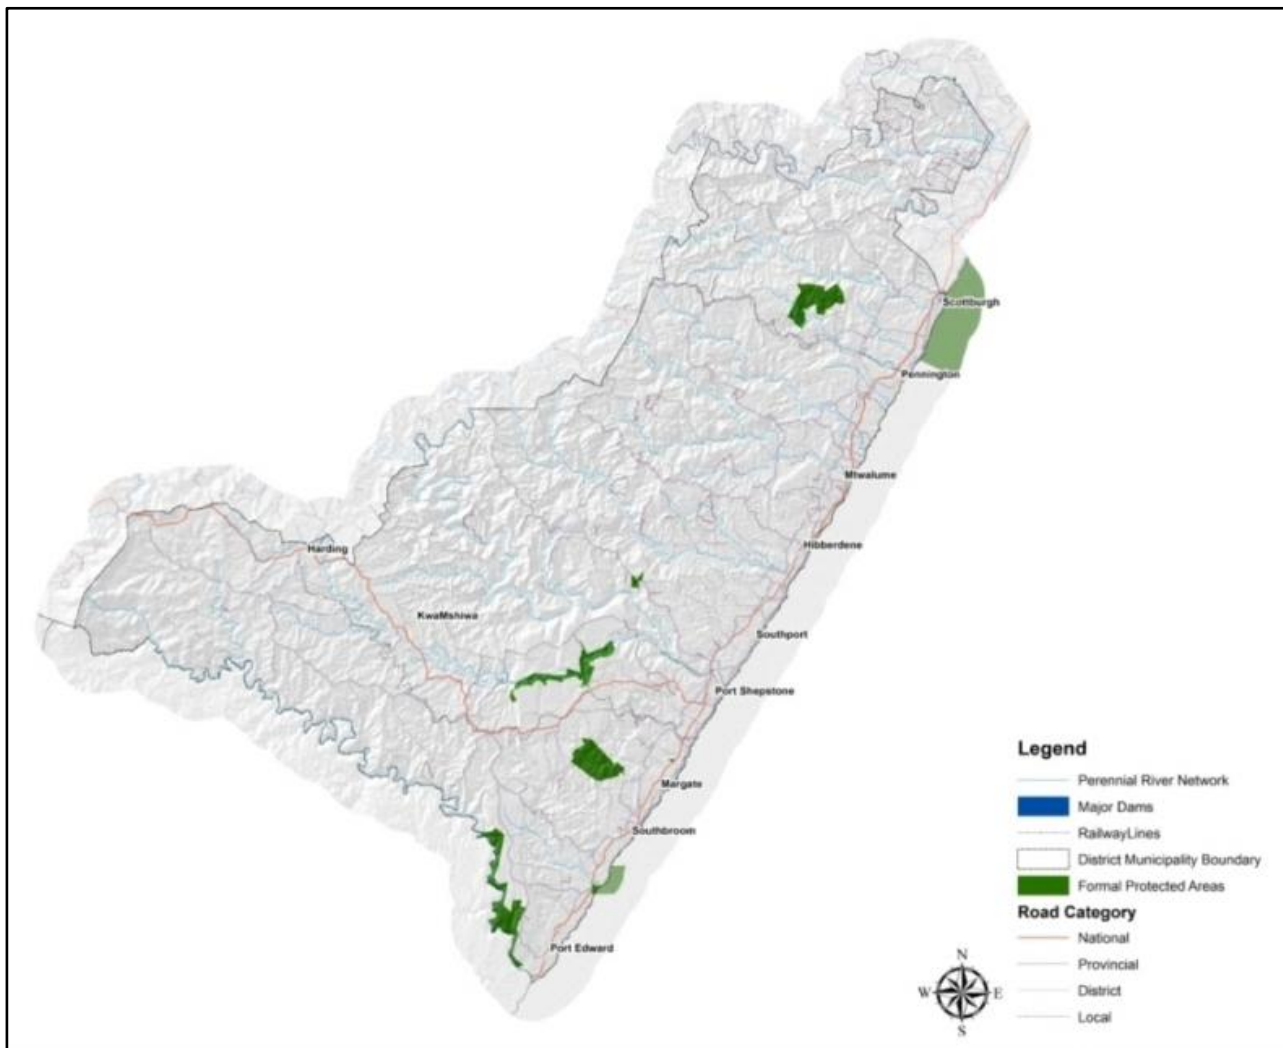 Scottburgh
Pennington
Mtwalume
Hibberdene
Harding
KwaMshiwa
Southport
Port Shepstone
Margate
Southbroom
Port Edward
Legend
Perennial River Network
Major Dams
RailwayLines
District Municipality Boundary
Formal Protected Areas
Road Category
National
Provincial
District
Local
N
W E
S